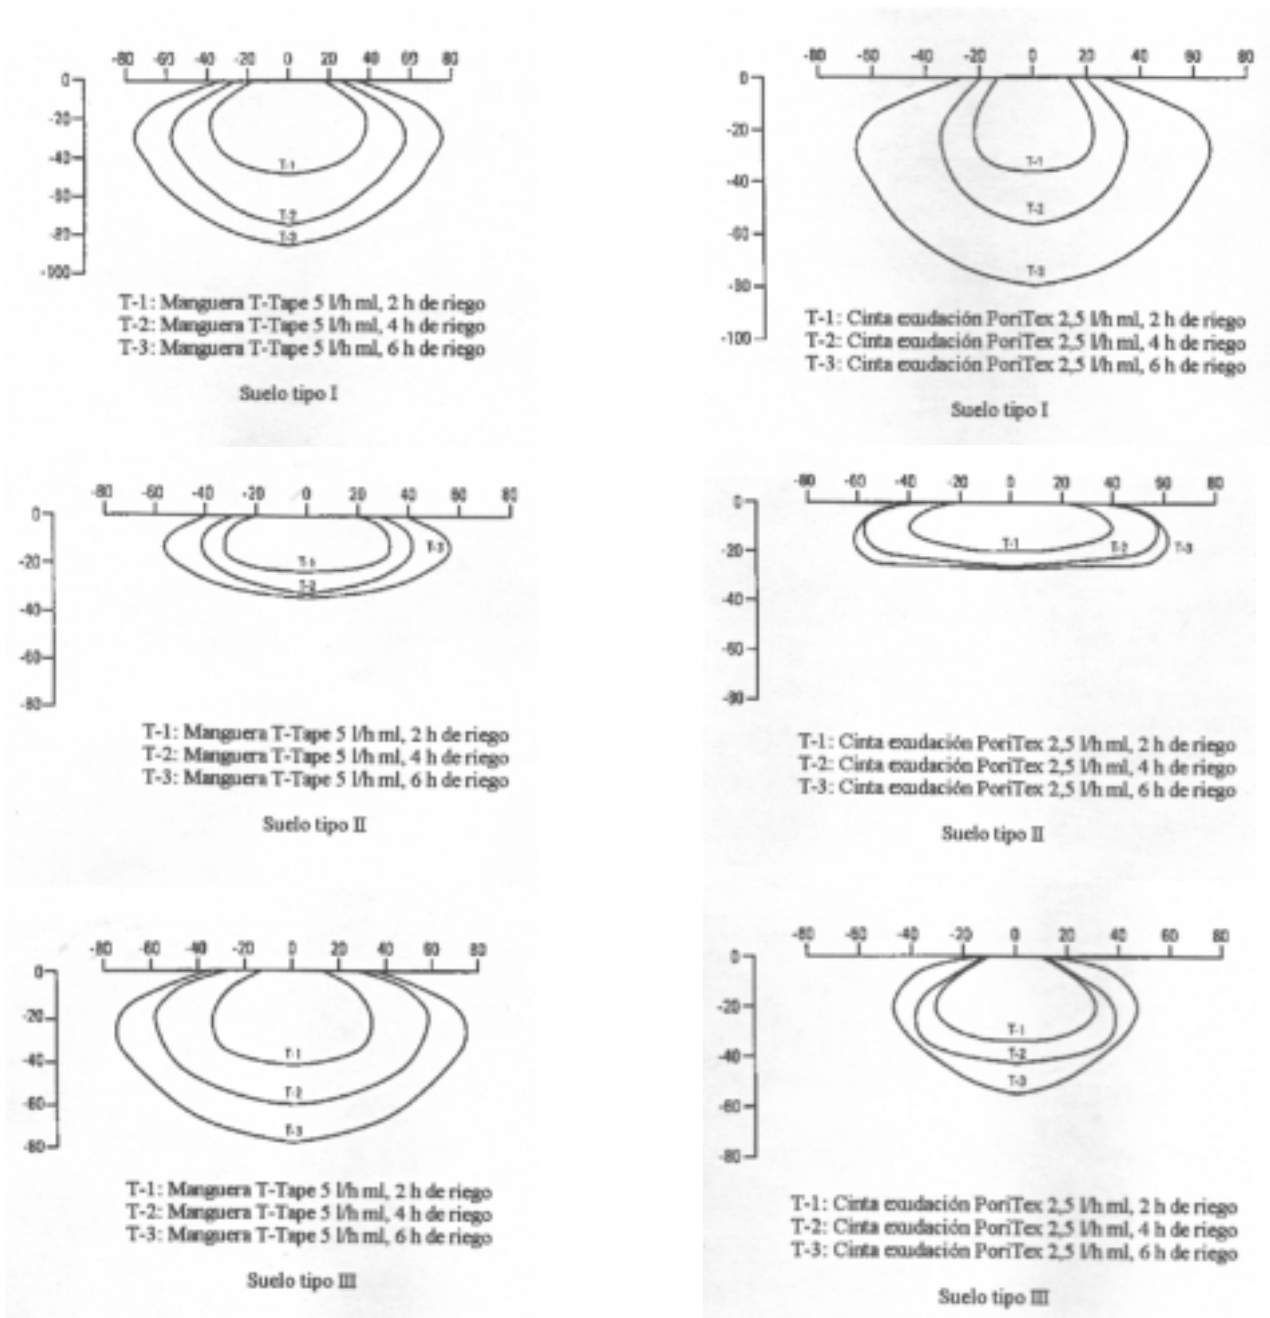 -80 -60 -40 -20 0 20 40 60 80
0
-20
-40
-60
-80
-100
T-1
T-2
T-3
T-1: Manguera T-Tape 5 l/h ml, 2 h de riego
T-2: Manguera T-Tape 5 l/h ml, 4 h de riego
T-3: Manguera T-Tape 5 l/h ml, 6 h de riego
Suelo tipo I
-80 -60 -40 -20 0 20 40 60 80
0
-20
-40
-60
-80
-100
T-1
T-2
T-3
T-1: Cinta exudación PoriTex 2,5 l/h ml, 2 h de riego
T-2: Cinta exudación PoriTex 2,5 l/h ml, 4 h de riego
T-3: Cinta exudación PoriTex 2,5 l/h ml, 6 h de riego
Suelo tipo I
-80 -60 -40 -20 0 20 40 60 80
0
-20
-40
-60
-80
T-1
T-2
T-3
T-1: Manguera T-Tape 5 l/h ml, 2 h de riego
T-2: Manguera T-Tape 5 l/h ml, 4 h de riego
T-3: Manguera T-Tape 5 l/h ml, 6 h de riego
Suelo tipo II
-80 -60 -40 -20 0 20 40 60 80
0
-20
-40
-60
-80
T-1
T-2
T-3
T-1: Cinta exudación PoriTex 2,5 l/h ml, 2 h de riego
T-2: Cinta exudación PoriTex 2,5 l/h ml, 4 h de riego
T-3: Cinta exudación PoriTex 2,5 l/h ml, 6 h de riego
Suelo tipo II
-80 -60 -40 -20 0 20 40 60 80
0
-20
-40
-60
-80
T-1
T-2
T-3
T-1: Manguera T-Tape 5 l/h ml, 2 h de riego
T-2: Manguera T-Tape 5 l/h ml, 4 h de riego
T-3: Manguera T-Tape 5 l/h ml, 6 h de riego
Suelo tipo III
-80 -60 -40 -20 0 20 40 60 80
0
-20
-40
-60
-80
T-1
T-2
T-3
T-1: Cinta exudación PoriTex 2,5 l/h ml, 2 h de riego
T-2: Cinta exudación PoriTex 2,5 l/h ml, 4 h de riego
T-3: Cinta exudación PoriTex 2,5 l/h ml, 6 h de riego
Suelo tipo III